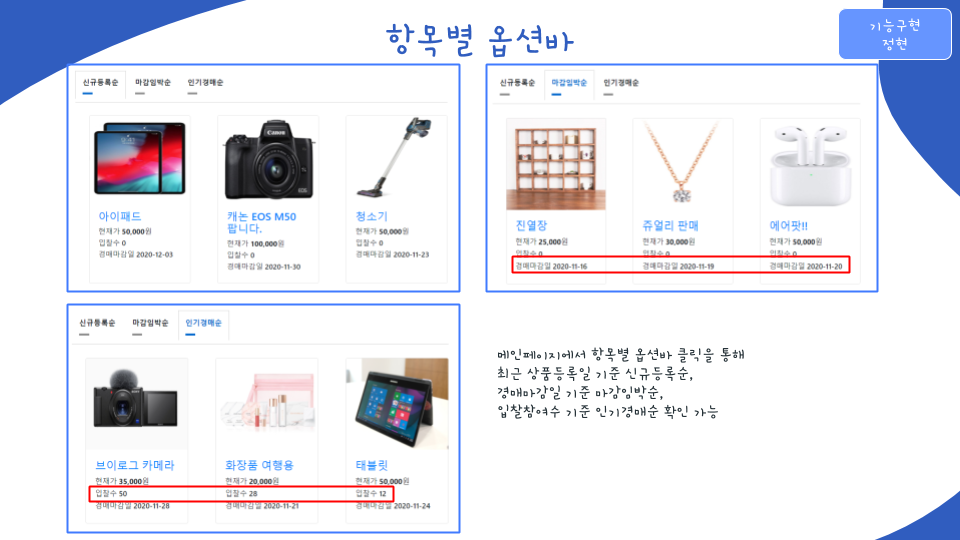 항목별 옵션바
기능구현
정현
신규등록순 마감임박순 인기경매순
Canon
EOS
아이패드
현재가 50,000원
입찰수 0
경매마감일 2020-12-03
캐논 EOS M50
팝니다.
현재가 100,000원
입찰수 0
경매마감일 2020-11-30
청소기
현재가 50,000원
입찰수 0
경매마감일 2020-11-23
신규등록순 마감임박순 인기경매순
진열장
현재가 25,000원
입찰수 0
경매마감일 2020-11-16
쥬얼리 판매
현재가 30,000원
입찰수 0
경매마감일 2020-11-19
에어팟!!
현재가 50,000원
입찰수 0
경매마감일 2020-11-20
신규등록순 마감임박순 인기경매순
브이로그 카메라
현재가 35,000원
입찰수 50
경매마감일 2020-11-28
화장품 여행용
현재가 20,000원
입찰수 28
경매마감일 2020-11-21
태블릿
현재가 50,000원
입찰수 12
경매마감일 2020-11-24
메인페이지에서 항목별 옵션바 클릭을 통해
최근 상품등록일 기준 신규등록순,
경매마감일 기준 마감임박순,
입찰참여수 기준 인기경매순 확인 가능